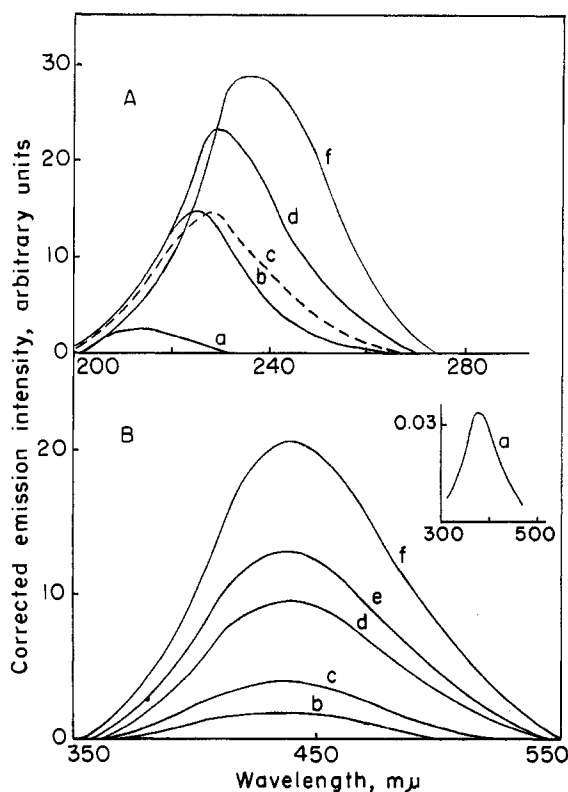 Corrected emission intensity, arbitrary units
A
30
20
10
0
f
d
c
b
a
200 240 280
B
20
10
0
0.03
a
300 500
f
e
d
c
b
350 450 550
Wavelength, mμ